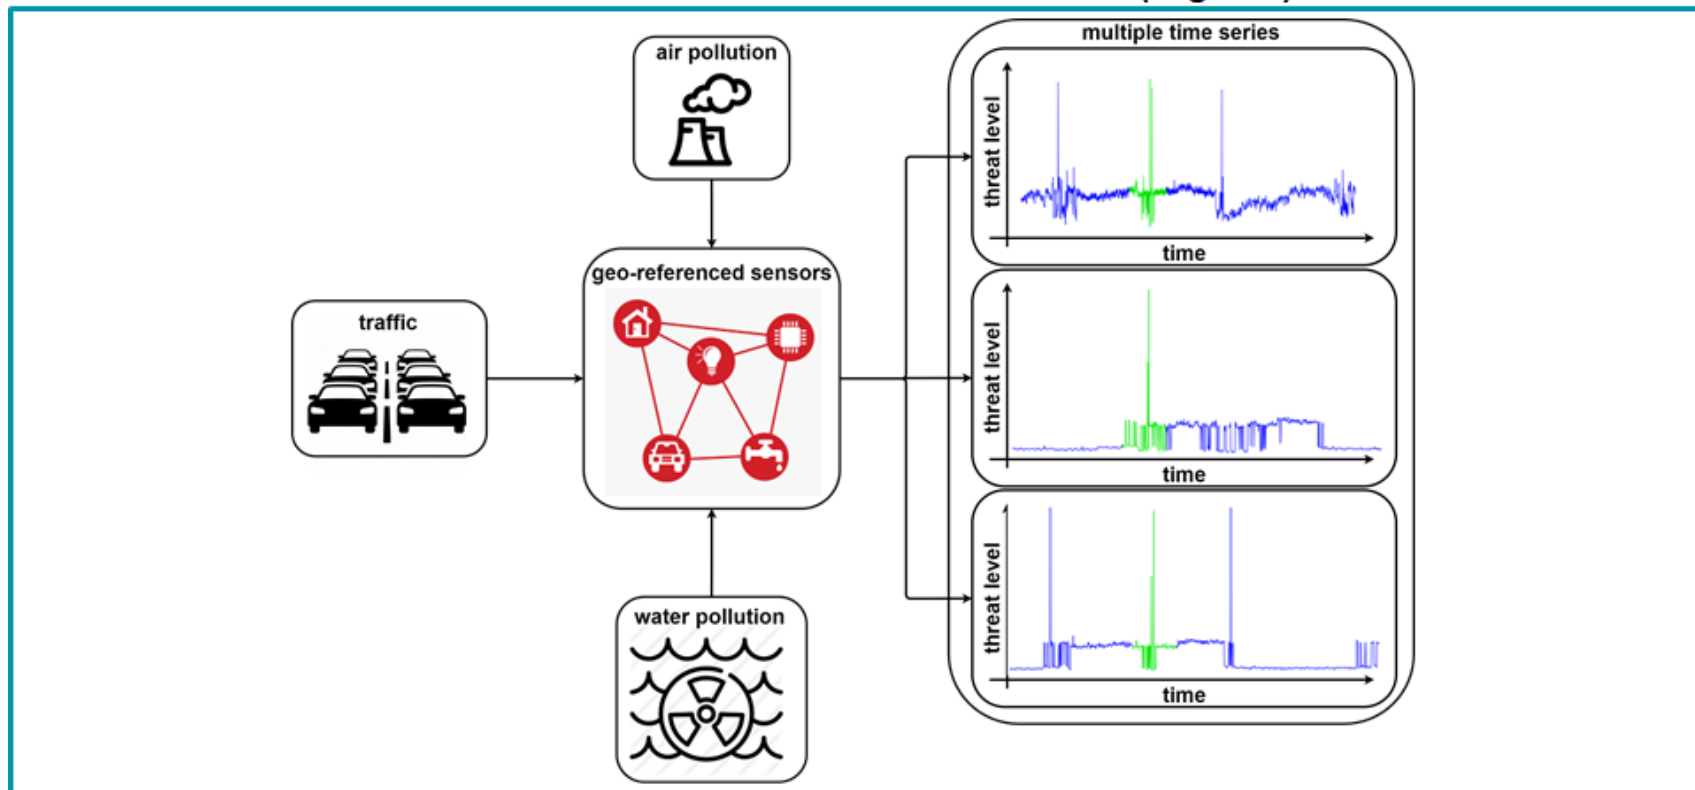 air pollution
multiple time series
threat level
time
geo-referenced sensors
traffic
threat level
time
water pollution
threat level
time